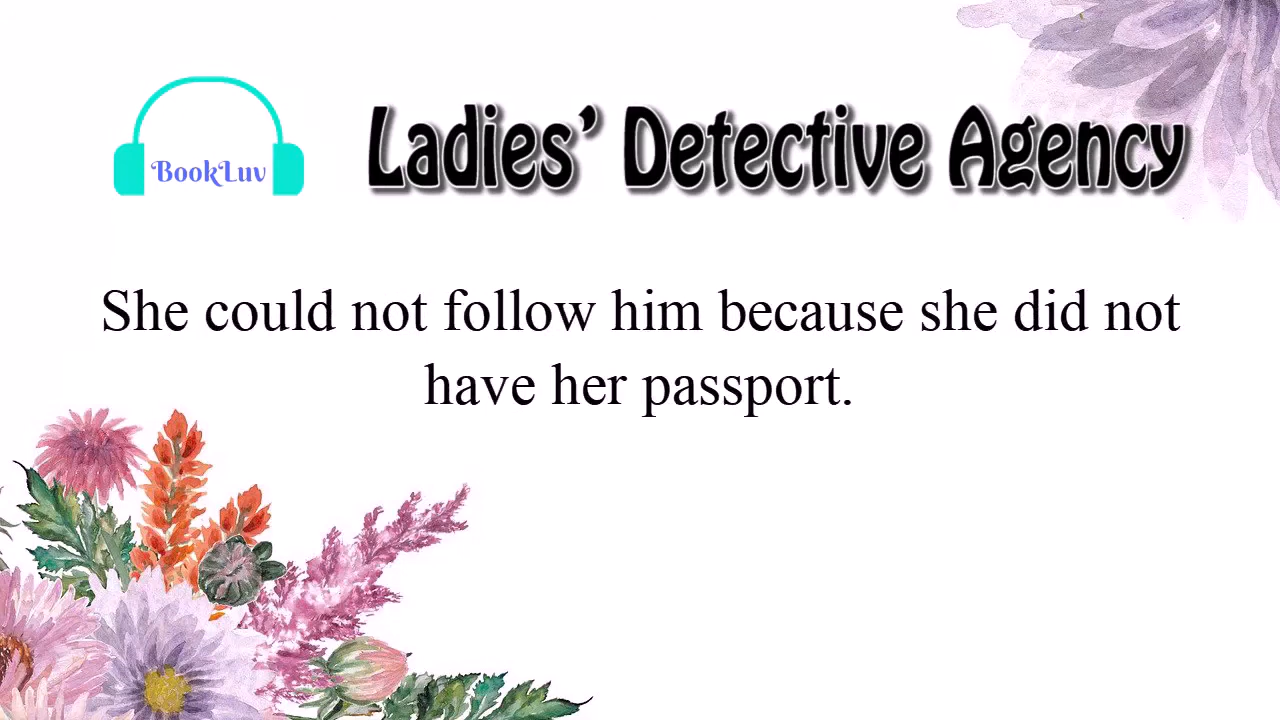 BookLuv
Ladies’ Detective Agency
She could not follow him because she did not
have her passport.